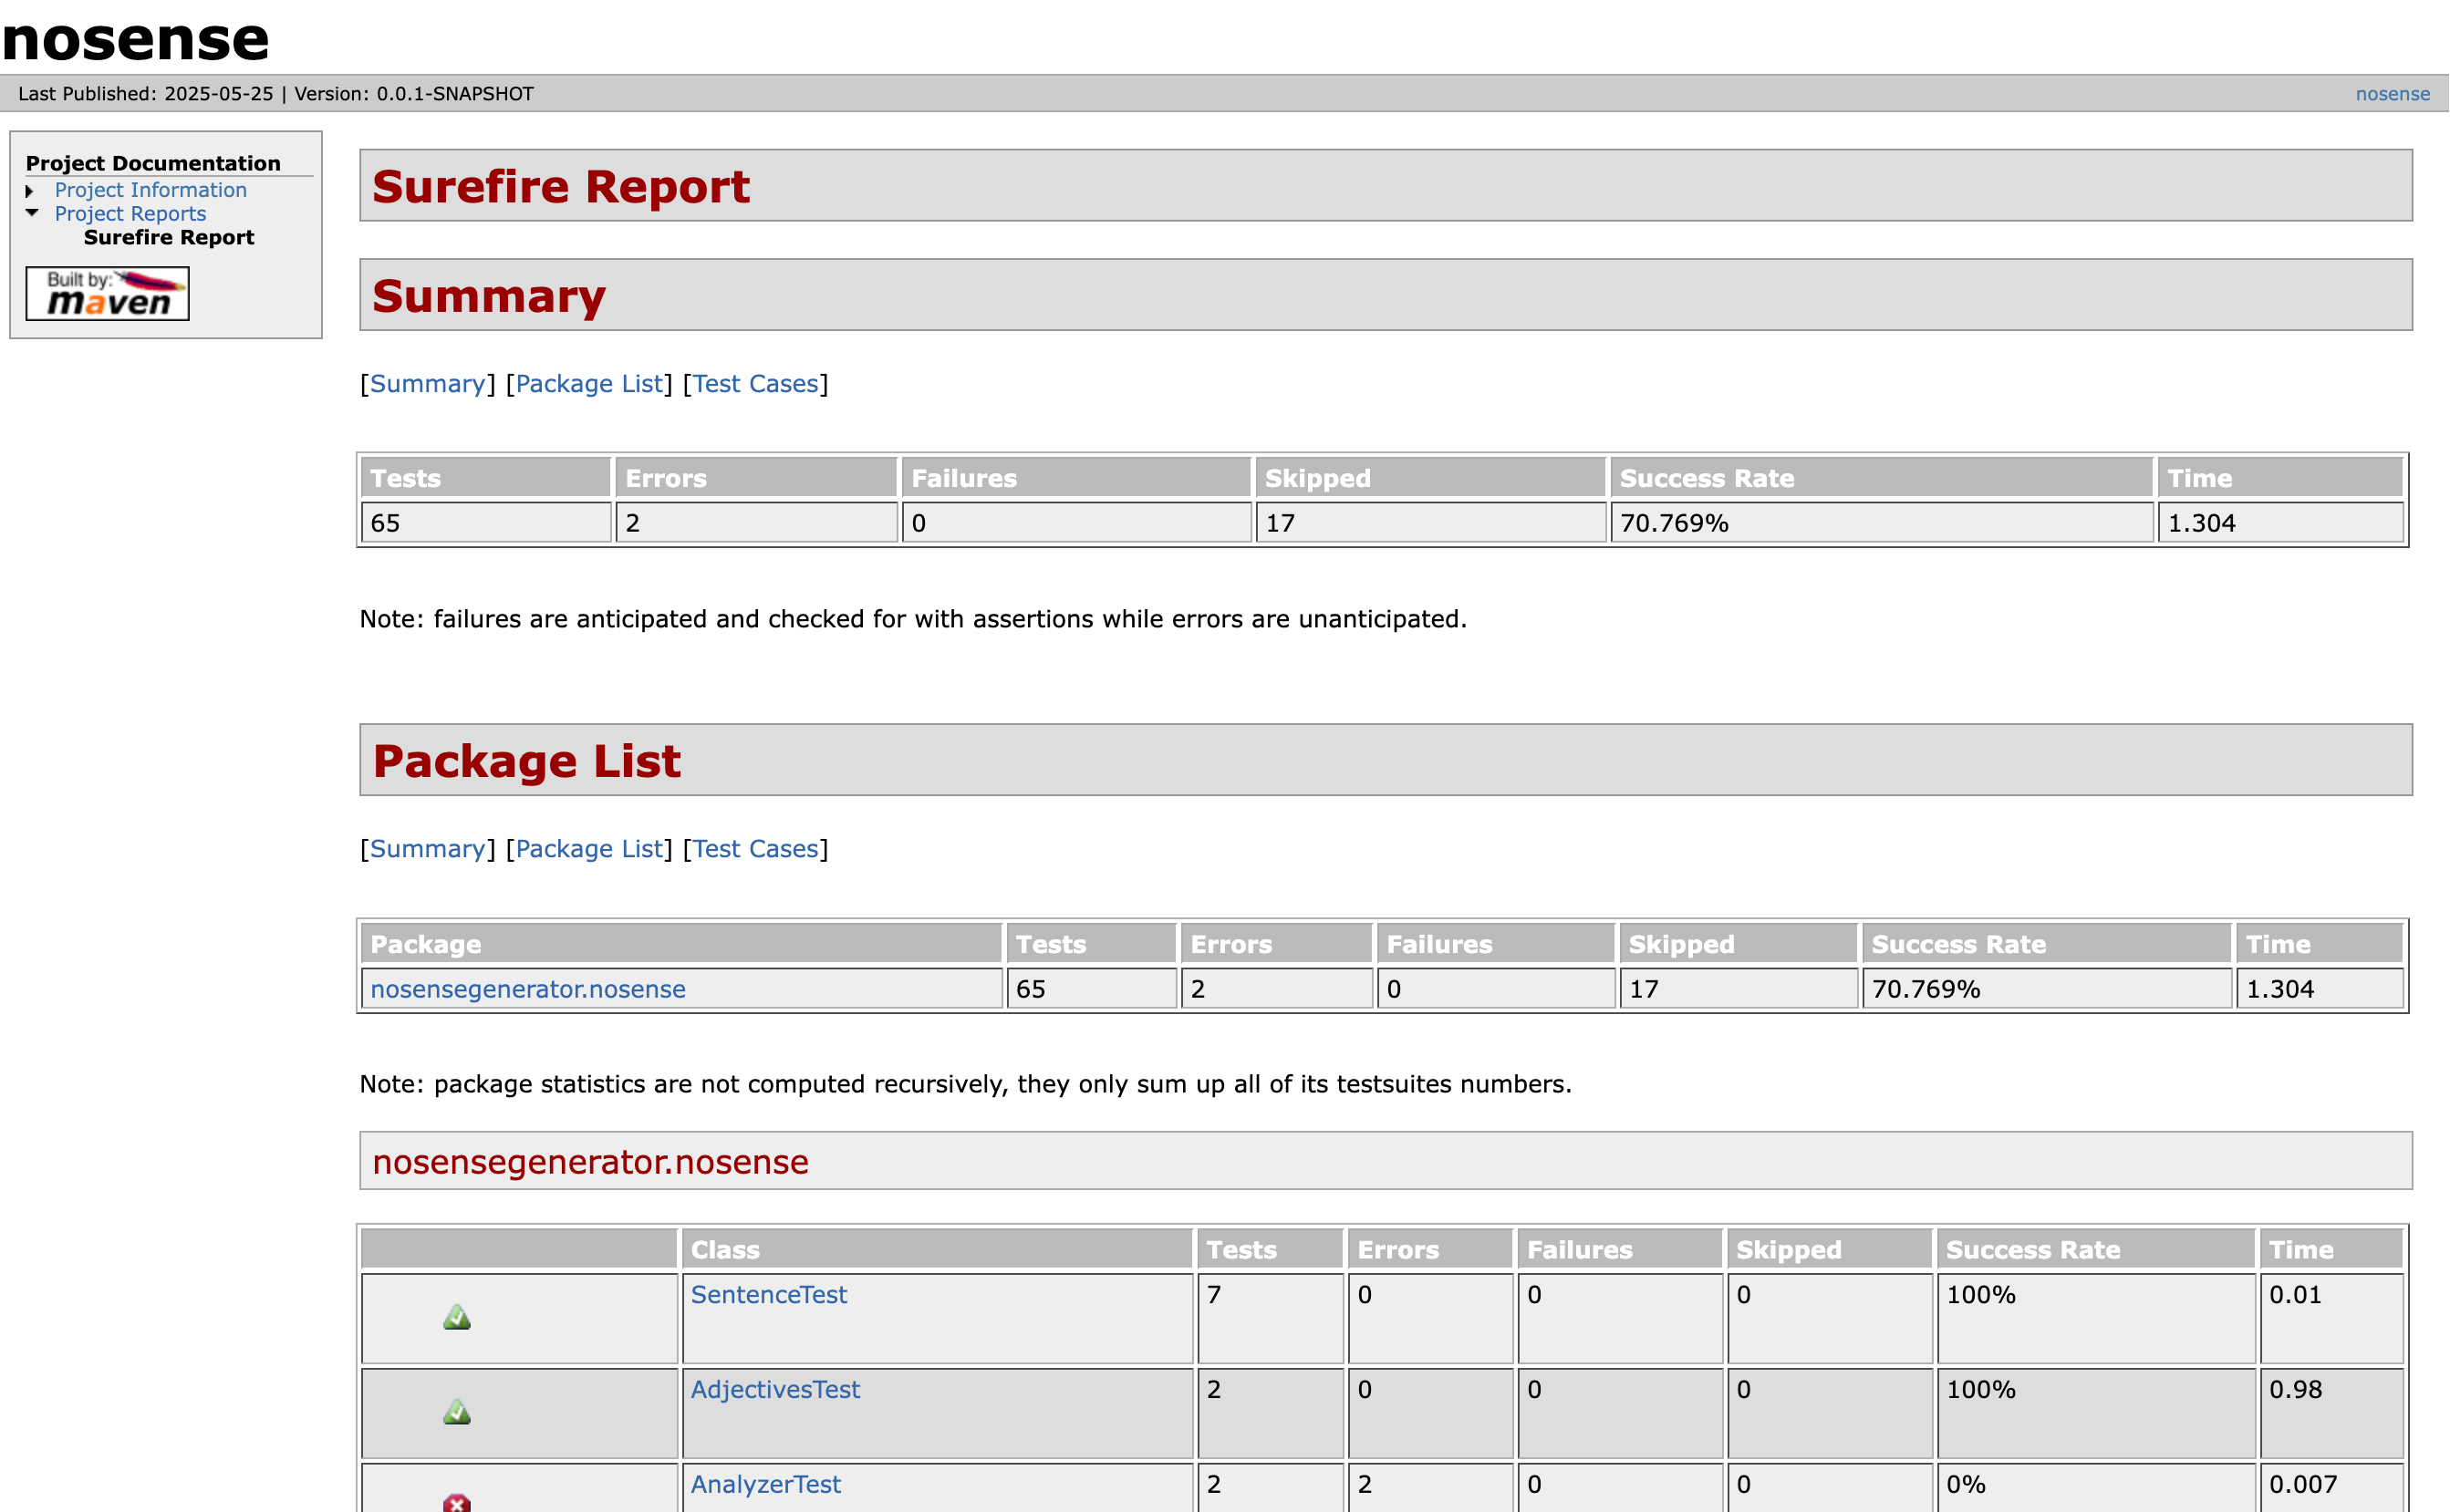 nosense
Last Published: 2025-05-25 | Version: 0.0.1-SNAPSHOT nosense
Project Documentation
Project Information
Project Reports
Surefire Report
Built by:
maven
Surefire Report
Summary
[Summary] [Package List] [Test Cases]
Tests Errors Failures Skipped Success Rate Time
65 2 0 17 70.769% 1.304
Note: failures are anticipated and checked for with assertions while errors are unanticipated.
Package List
[Summary] [Package List] [Test Cases]
Package Tests Errors Failures Skipped Success Rate Time
nosensegenerator.nosense 65 2 0 17 70.769% 1.304
Note: package statistics are not computed recursively, they only sum up all of its testsuites numbers.
nosensegenerator.nosense
Class Tests Errors Failures Skipped Success Rate Time
SentenceTest 7 0 0 0 100% 0.01
AdjectivesTest 2 0 0 0 100% 0.98
AnalyzerTest 2 2 0 0 0% 0.007